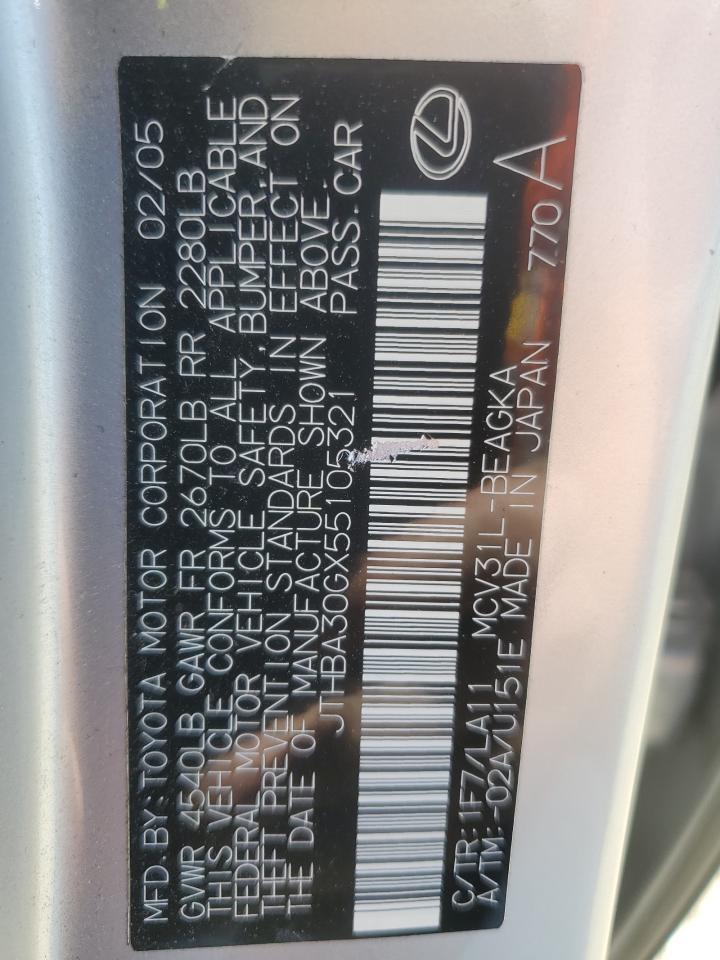 MFD.BY:TOYOTA MOTOR CORPORATION 02/05
GVWR 4540LB GAWR FR 2670LB RR 2280LB
THIS VEHICLE CONFORMS TO ALL APPLICABLE
FEDERAL MOTOR VEHICLE SAFETY, BUMPER, AND
THEFT PREVENTION STANDARDS IN EFFECT ON
THE DATE OF MANUFACTURE SHOWN ABOVE.
JTHBA30GX55105321 PASS.CAR
C/TR:1F7/LA11 MCV31L-BEAGKA
A/TM:-02A/U151E MADE IN JAPAN 770 A